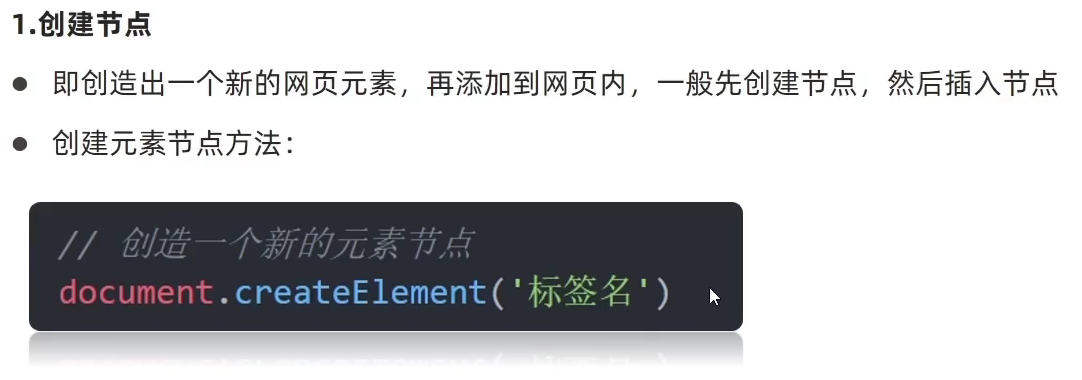 1.创建节点
● 即创造出一个新的网页元素，再添加到网页内，一般先创建节点，然后插入节点
● 创建元素节点方法：
// 创造一个新的元素节点
document.createElement('标签名')